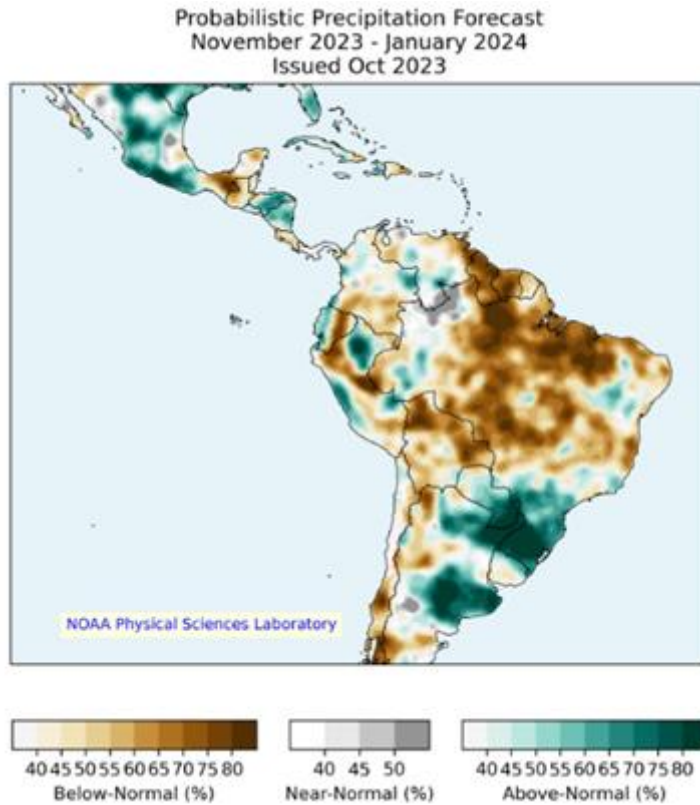 Probabilistic Precipitation Forecast
November 2023 - January 2024
Issued Oct 2023
NOAA Physical Sciences Laboratory
40 45 50 55 60 65 70 75 80
Below-Normal (%)
40 45 50
Near-Normal (%)
40 45 50 55 60 65 70 75 80
Above-Normal (%)